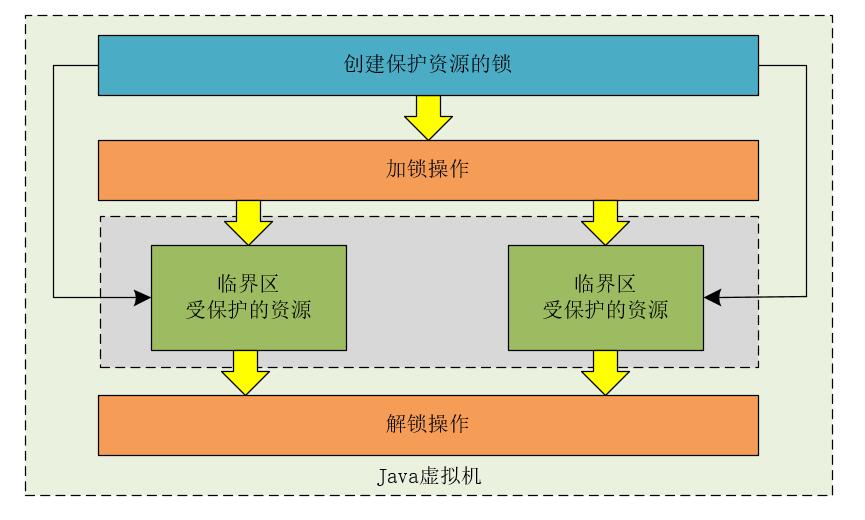 创建保护资源的锁
加锁操作
临界区
受保护的资源
临界区
受保护的资源
解锁操作
Java虚拟机